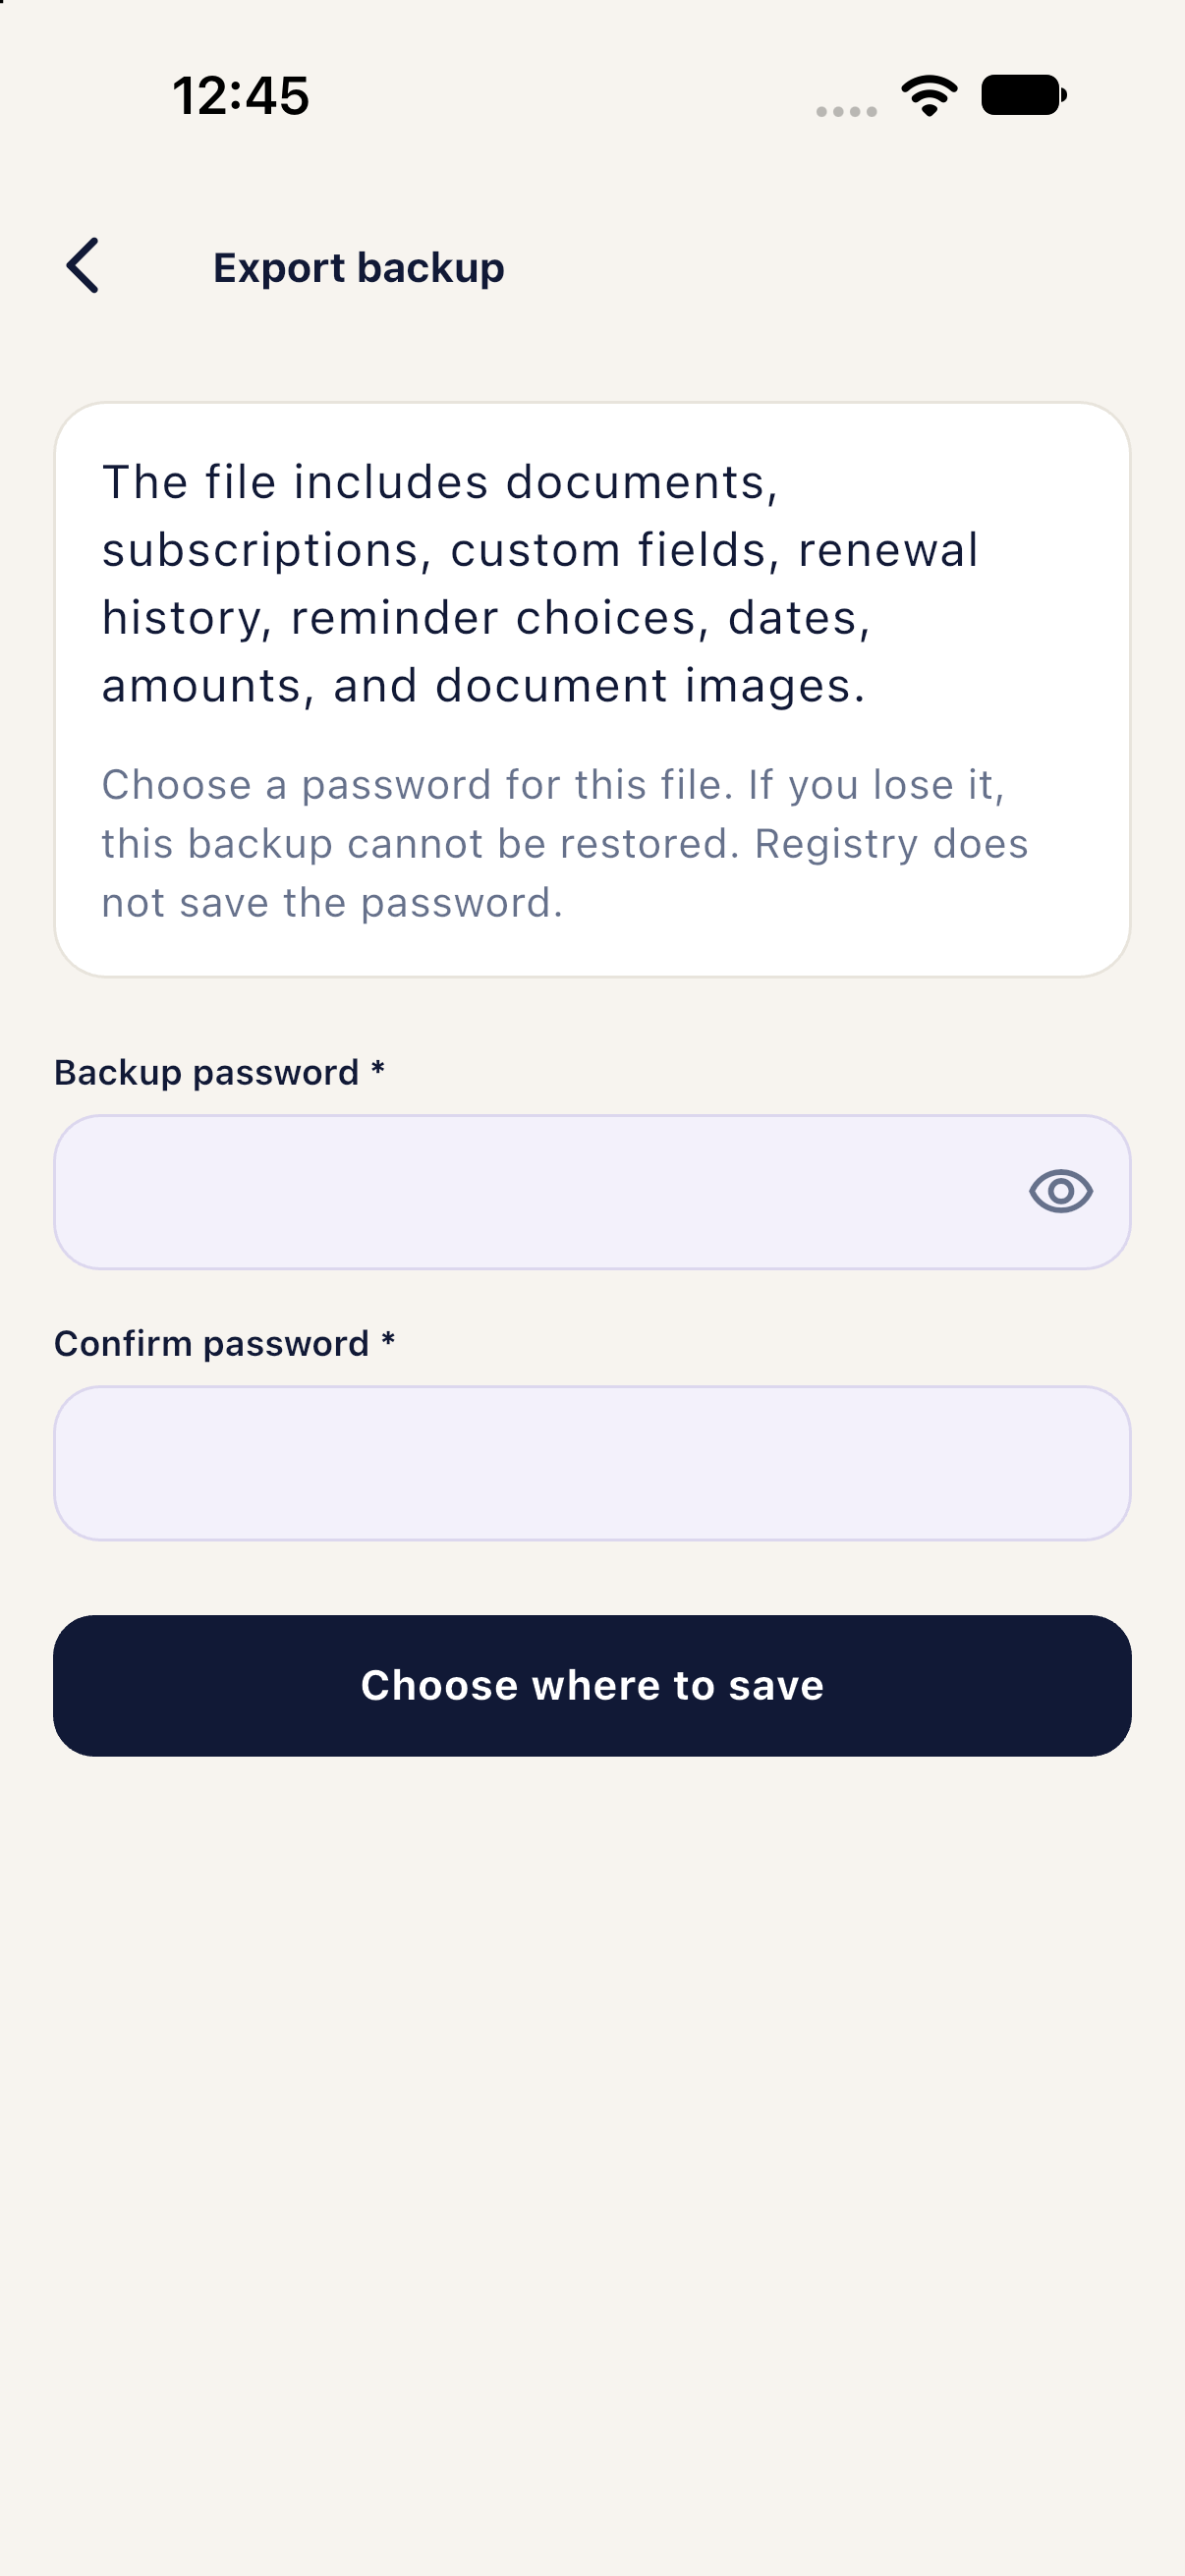 12:45
Export backup
The file includes documents,
subscriptions, custom fields, renewal
history, reminder choices, dates,
amounts, and document images.
Choose a password for this file. If you lose it,
this backup cannot be restored. Registry does
not save the password.
Backup password *
Confirm password *
Choose where to save